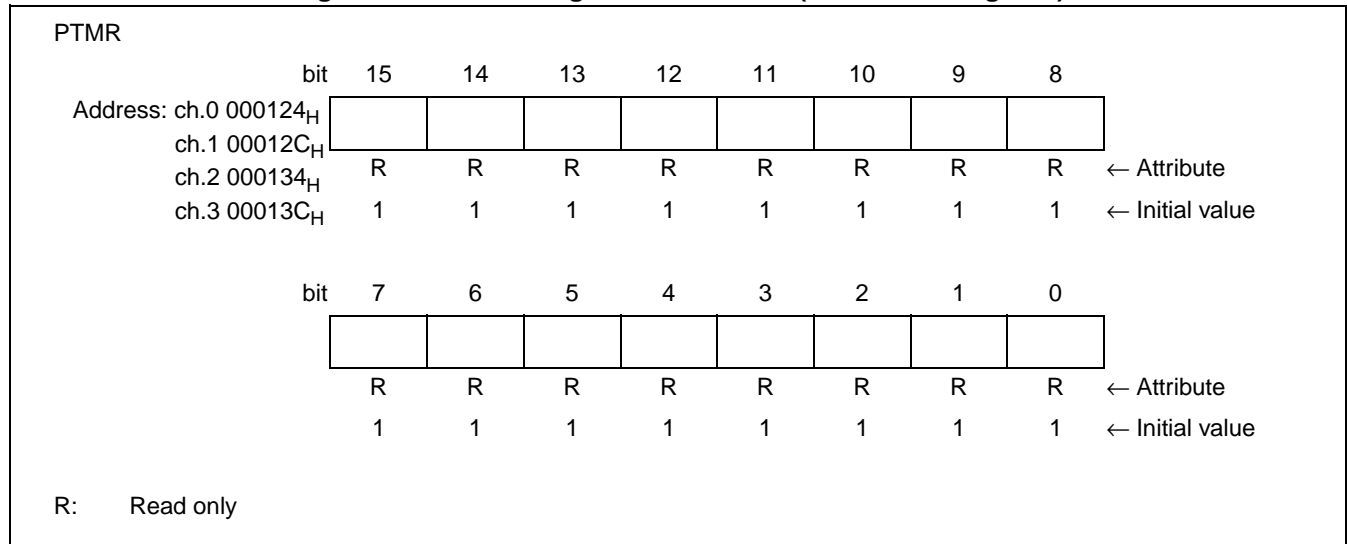 PTMR
bit 15 14 13 12 11 10 9 8
Address: ch.0 000124H
ch.1 00012CH
R R R R R R R R ← Attribute
ch.2 000134H
ch.3 00013CH 1 1 1 1 1 1 1 1 ← Initial value
bit 7 6 5 4 3 2 1 0
R R R R R R R R ← Attribute
1 1 1 1 1 1 1 1 ← Initial value
R: Read only